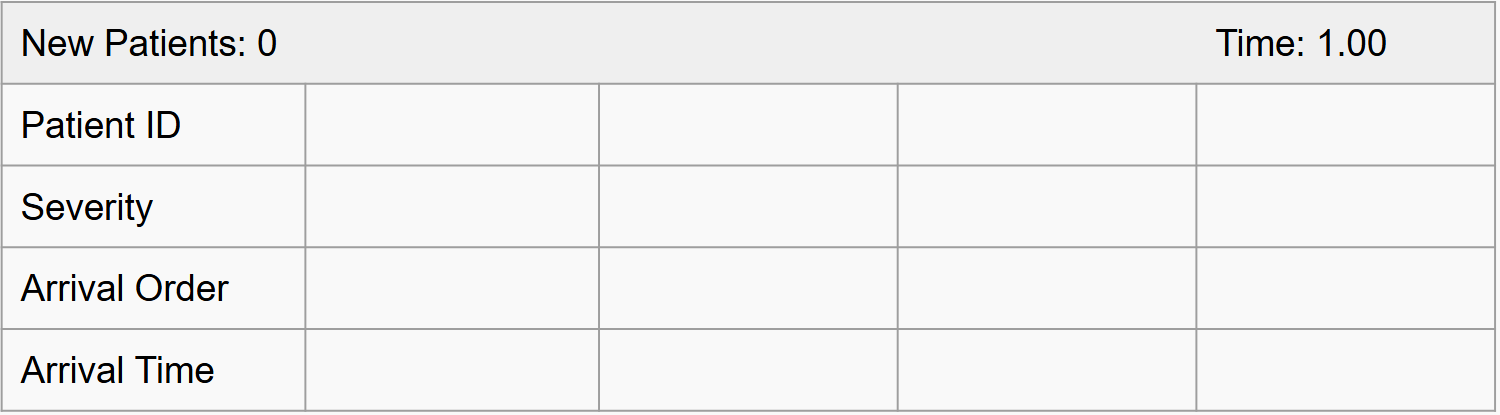 New Patients: 0 Time: 1.00
Patient ID
Severity
Arrival Order
Arrival Time